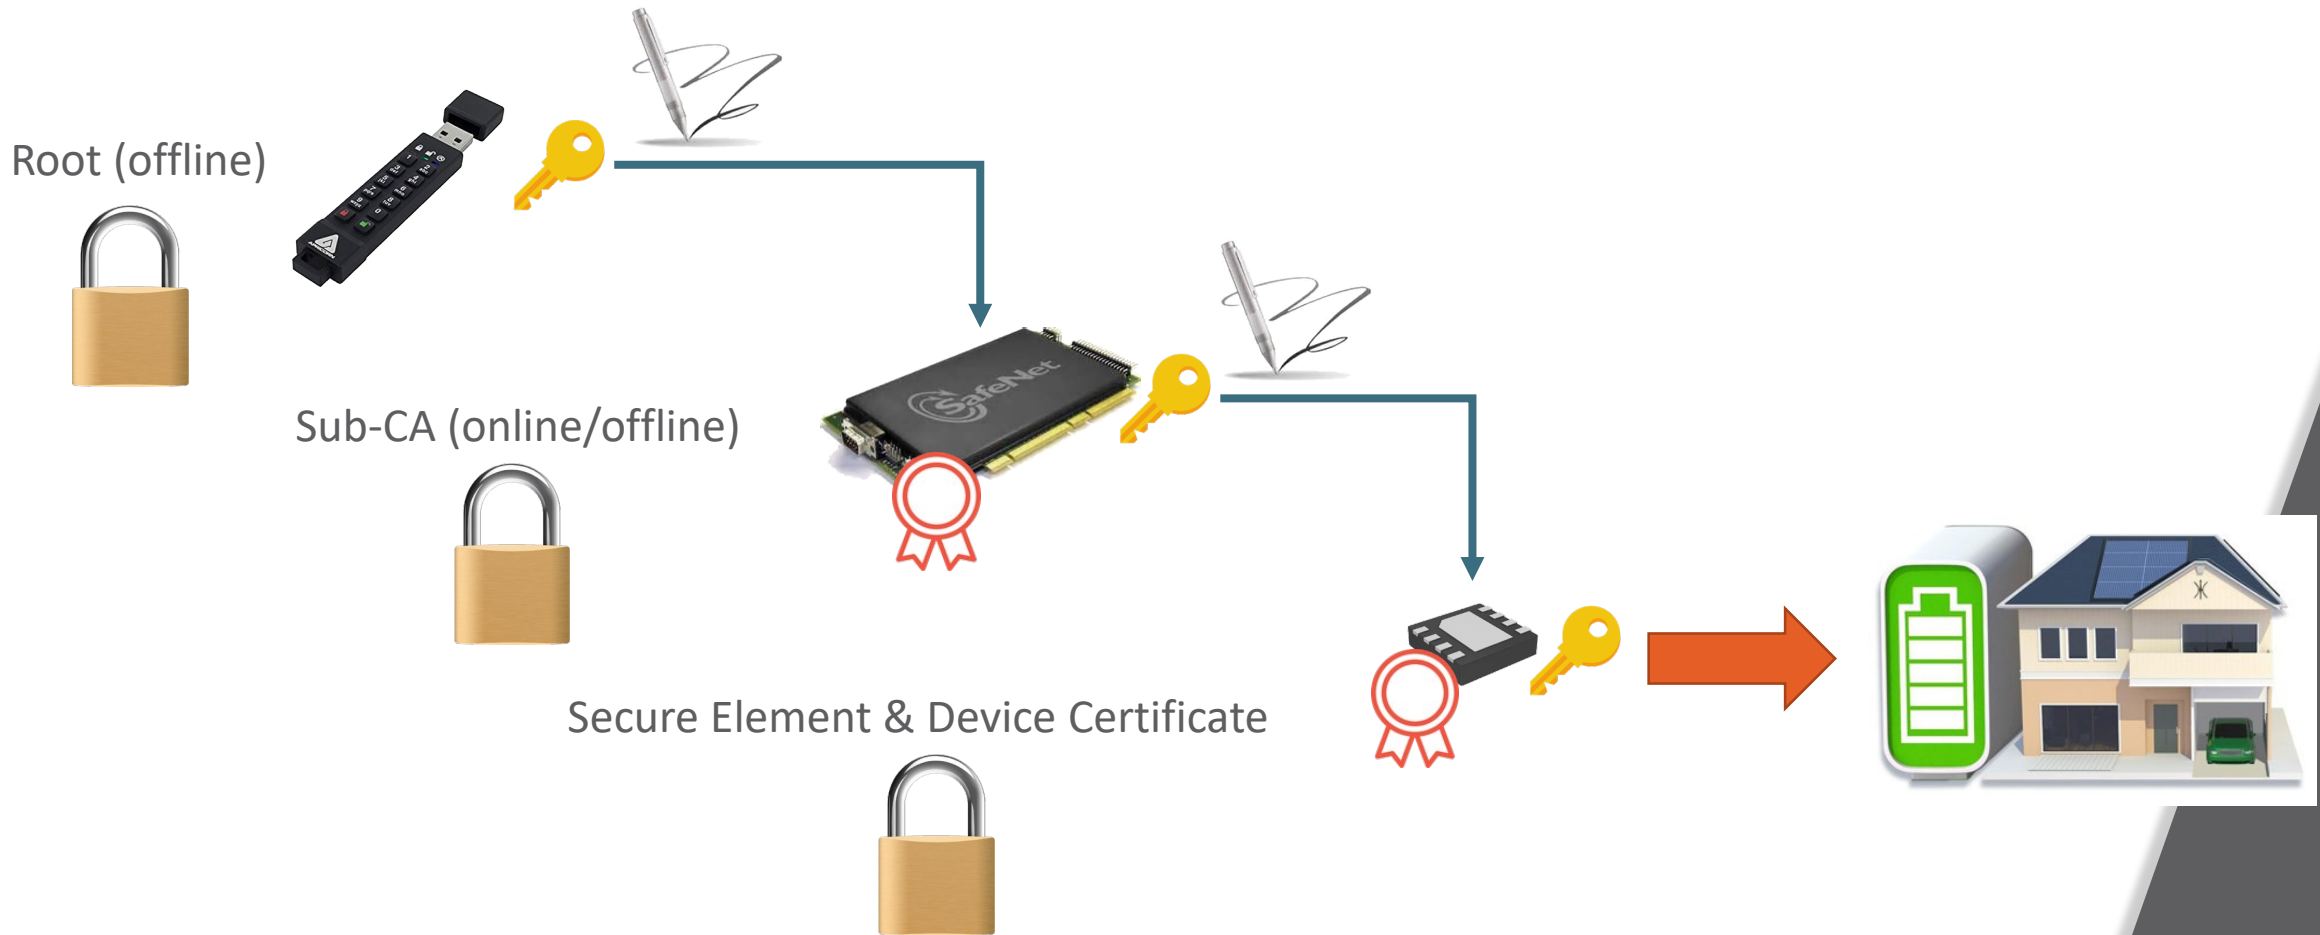 Root (offline)
SafeNet
Sub-CA (online/offline)
Secure Element & Device Certificate